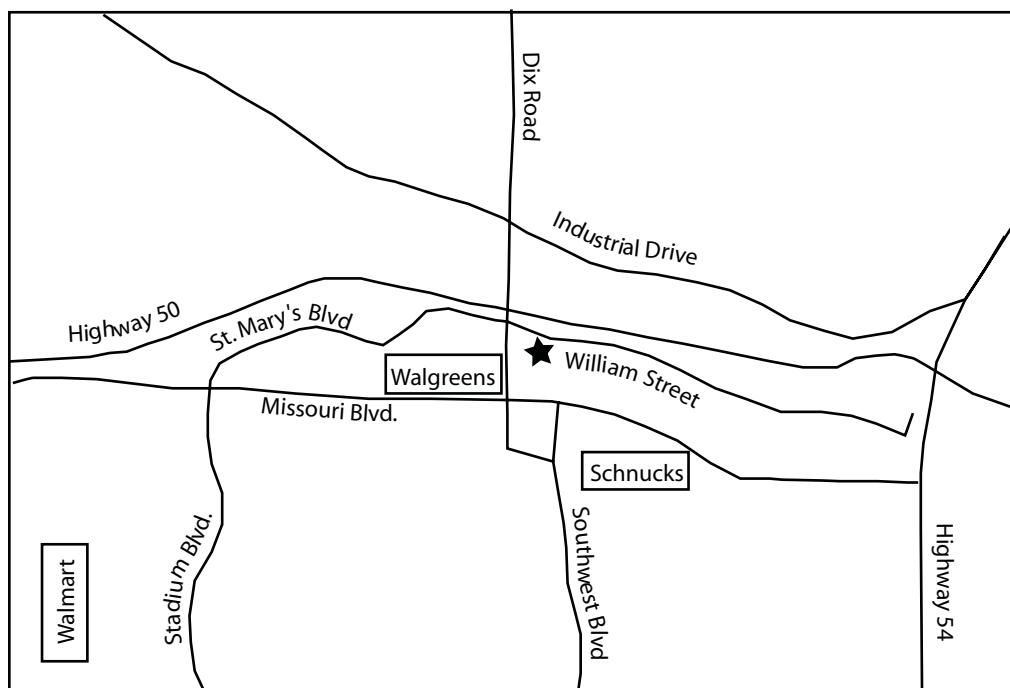 Dix Road
Industrial Drive
Highway 50
St. Mary's Blvd
Walgreens
William Street
Missouri Blvd.
Schnucks
Stadium Blvd.
Southwest Blvd
Highway 54
Walmart